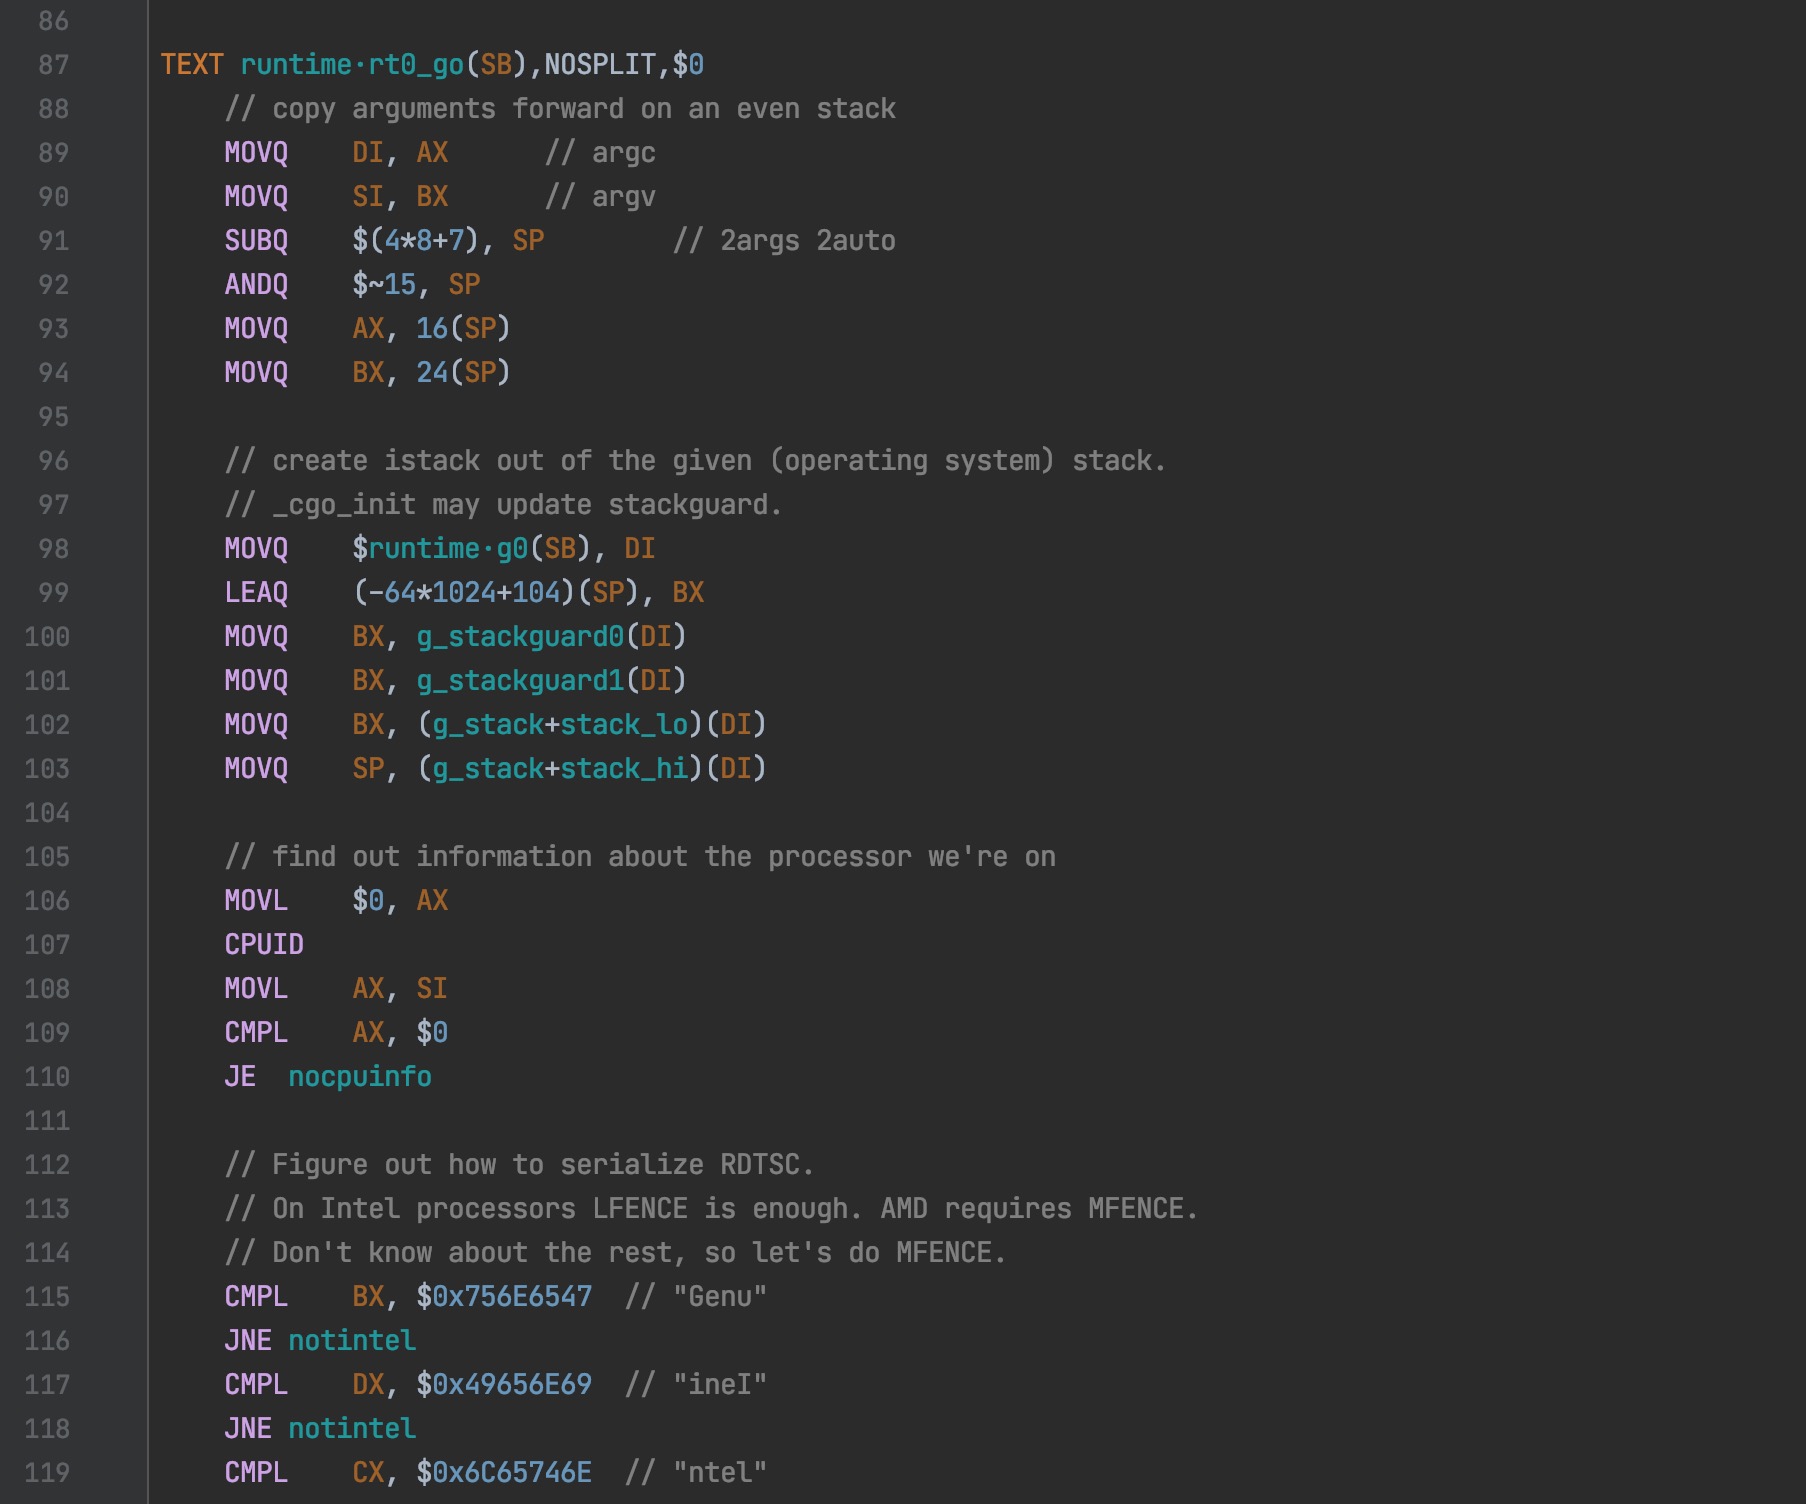 86
87 TEXT runtime·rt0_go(SB),NOSPLIT,$0
88 // copy arguments forward on an even stack
89 MOVQ DI, AX // argc
90 MOVQ SI, BX // argv
91 SUBQ $(4*8+7), SP // 2args 2auto
92 ANDQ $~15, SP
93 MOVQ AX, 16(SP)
94 MOVQ BX, 24(SP)
95
96 // create istack out of the given (operating system) stack.
97 // _cgo_init may update stackguard.
98 MOVQ $runtime·g0(SB), DI
99 LEAQ (-64*1024+104)(SP), BX
100 MOVQ BX, g_stackguard0(DI)
101 MOVQ BX, g_stackguard1(DI)
102 MOVQ BX, (g_stack+stack_lo)(DI)
103 MOVQ SP, (g_stack+stack_hi)(DI)
104
105 // find out information about the processor we're on
106 MOVL $0, AX
107 CPUID
108 MOVL AX, SI
109 CMPL AX, $0
110 JE nocpuinfo
111
112 // Figure out how to serialize RDTSC.
113 // On Intel processors LFENCE is enough. AMD requires MFENCE.
114 // Don't know about the rest, so let's do MFENCE.
115 CMPL BX, $0x756E6547 // "Genu"
116 JNE notintel
117 CMPL DX, $0x49656E69 // "ineI"
118 JNE notintel
119 CMPL CX, $0x6C65746E // "ntel"